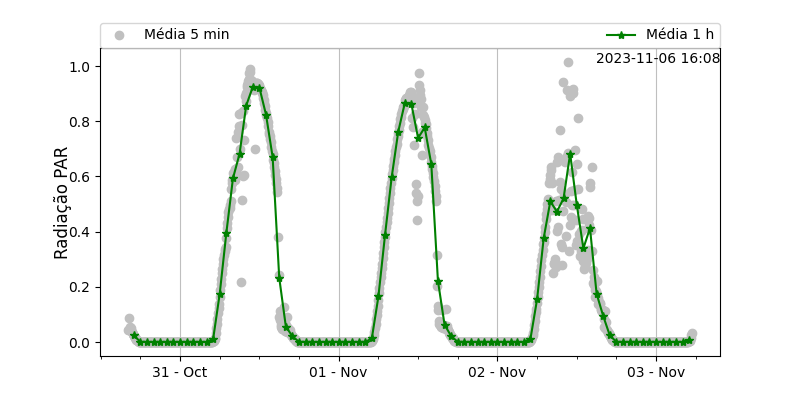 Média 5 min
Média 1 h
2023-11-06 16:08
1.0
0.8
0.6
0.4
0.2
0.0
Radiação PAR
31 - Oct
01 - Nov
02 - Nov
03 - Nov